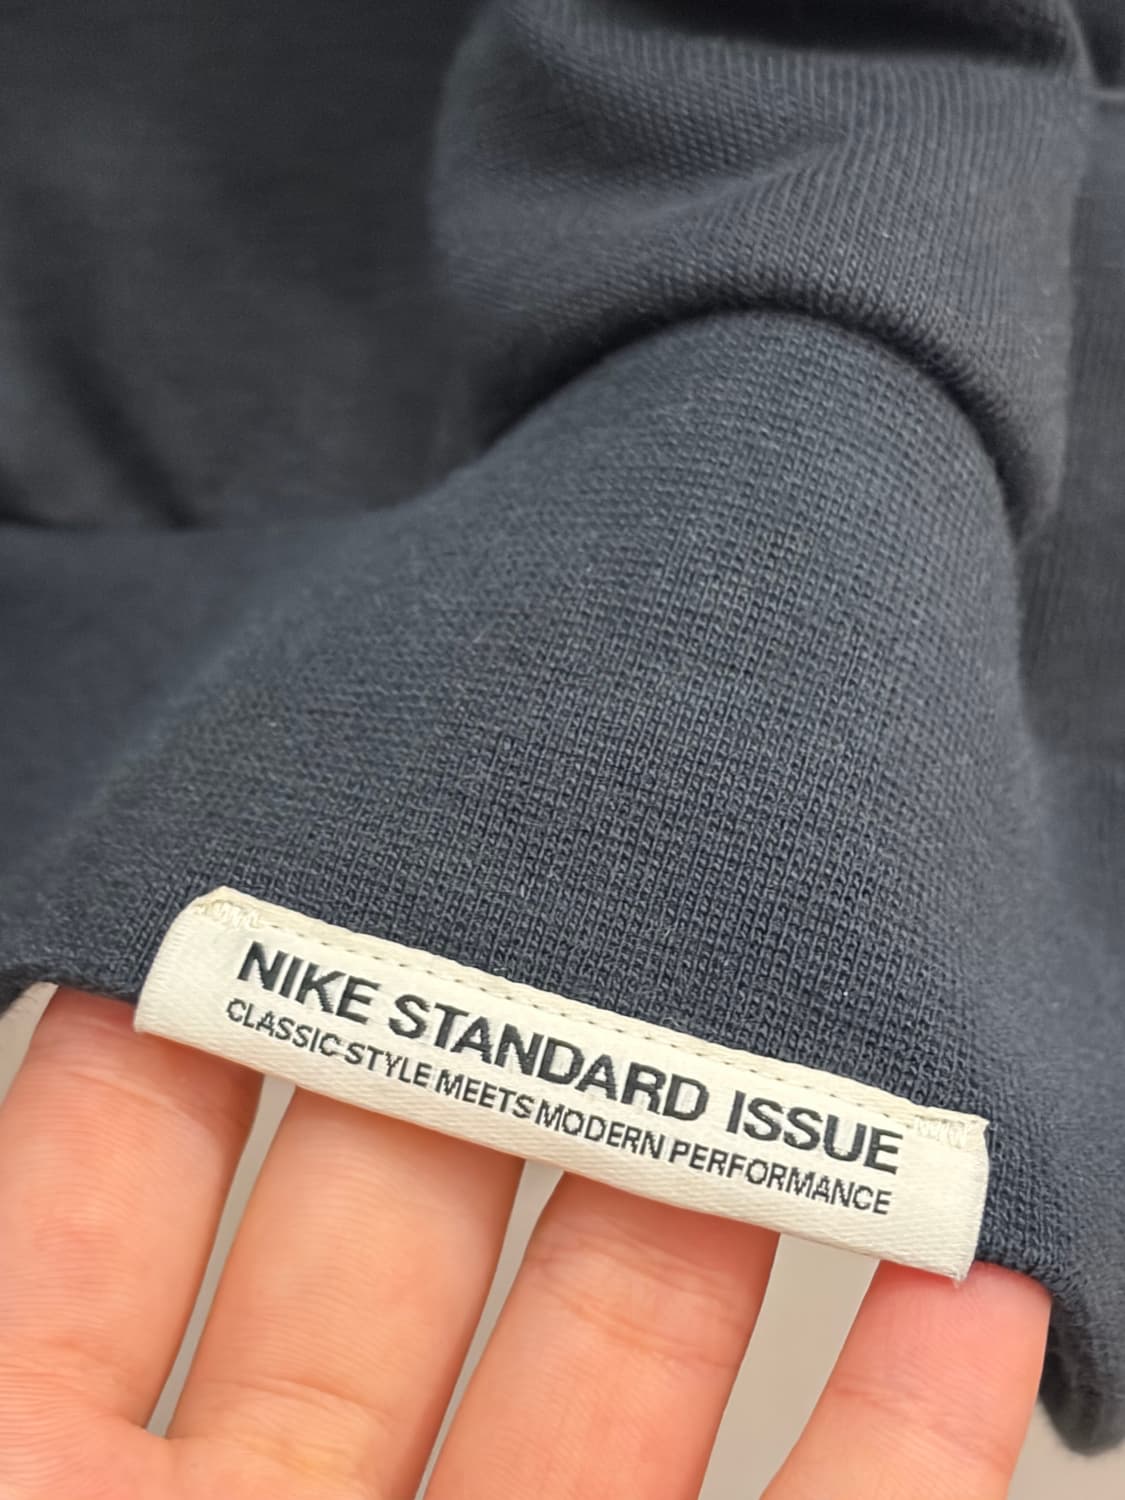 NIKE STANDARD ISSUE
CLASSIC STYLE MEETS MODERN PERFORMANCE